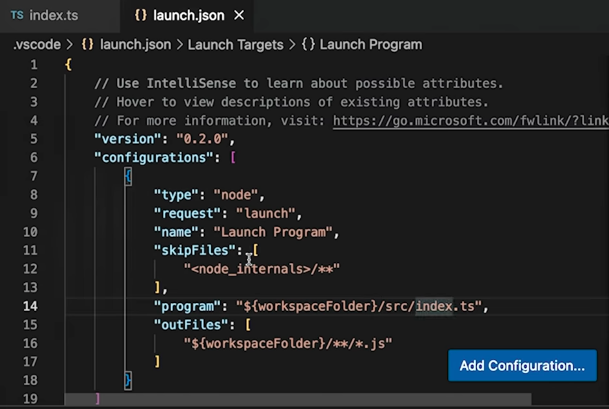 TS index.ts {} launch.json ×
.vscode > {} launch.json > Launch Targets > {} Launch Program
1 {
2 // Use IntelliSense to learn about possible attributes.
3 // Hover to view descriptions of existing attributes.
4 // For more information, visit: https://go.microsoft.com/fwlink/?link
5 "version": "0.2.0",
6 "configurations": [
7 {
8 "type": "node",
9 "request": "launch",
10 "name": "Launch Program",
11 "skipFiles": [
12 "<node_internals>/**"
13 ],
14 "program": "${workspaceFolder}/src/index.ts",
15 "outFiles": [
16 "${workspaceFolder}/**/*.js"
17 ]
Add Configuration...
18 }
19 ]